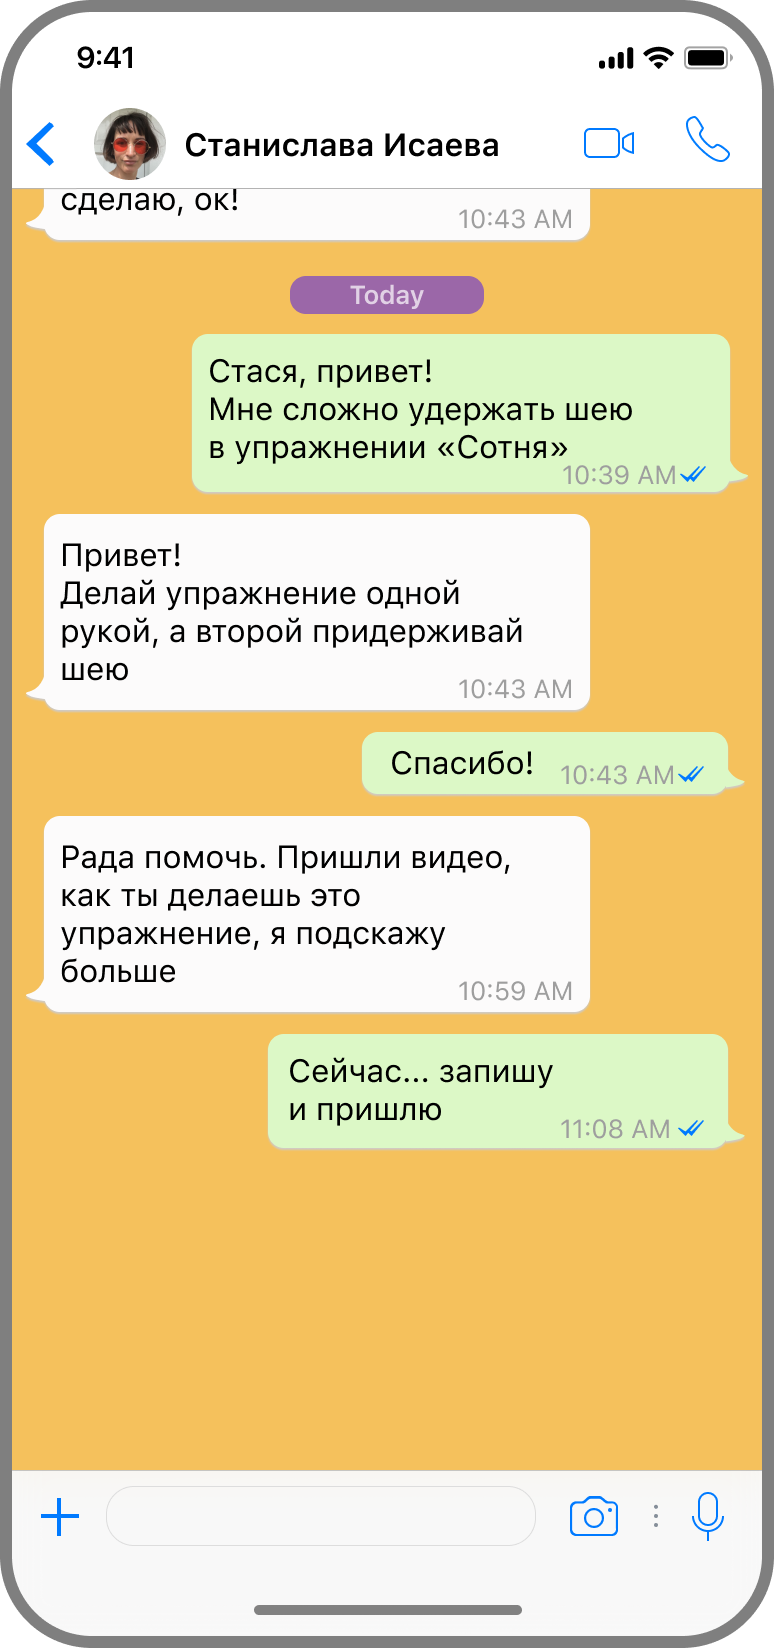 9:41
Станислава Исаева
сделаю, ок!
10:43 AM
Today
Стася, привет!
Мне сложно удержать шею
в упражнении «Сотня»
10:39 AM
Привет!
Делай упражнение одной
рукой, а второй придерживай
шею
10:43 AM
Спасибо! 10:43 AM
Рада помочь. Пришли видео,
как ты делаешь это
упражнение, я подскажу
больше
10:59 AM
Сейчас... запишу
и пришлю
11:08 AM